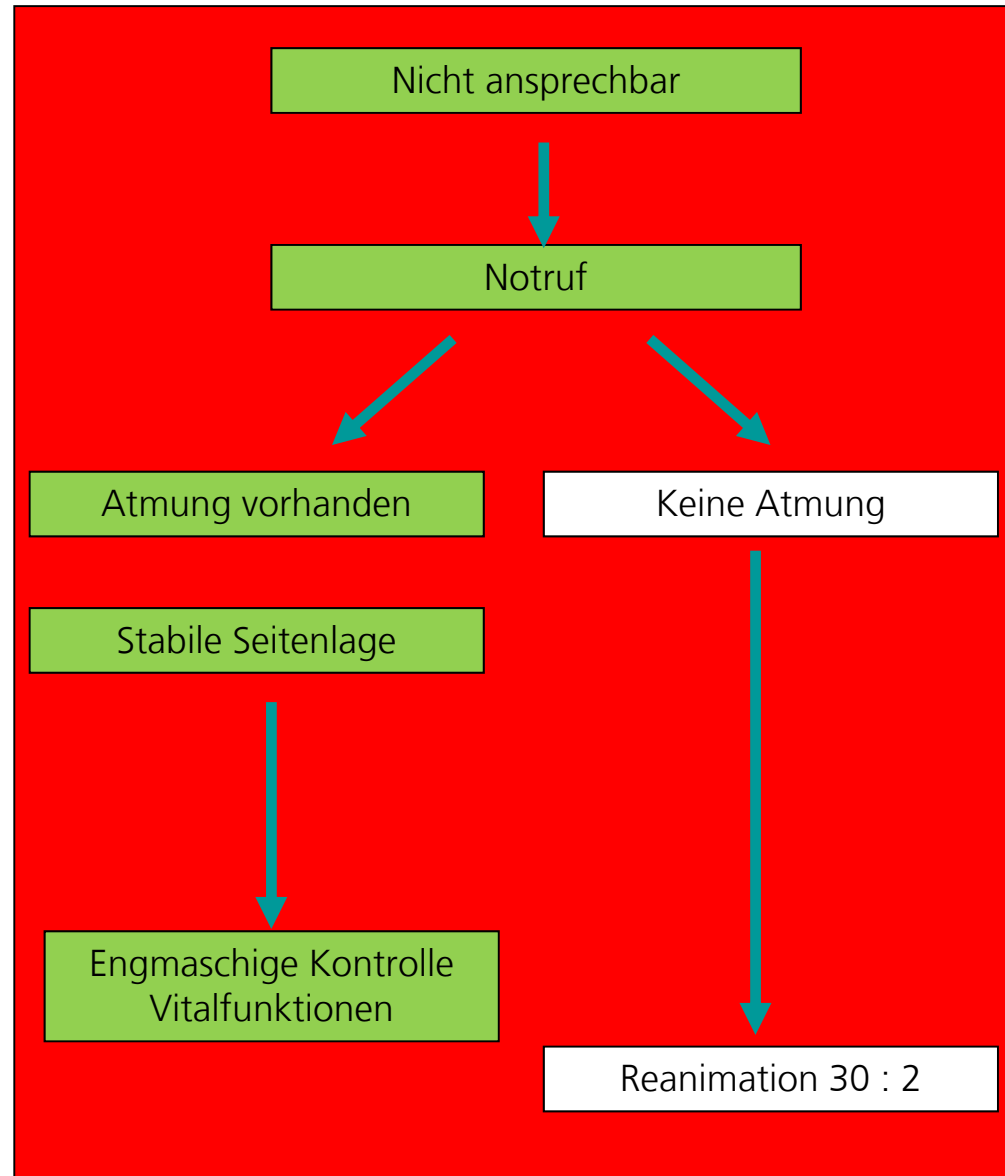 Nicht ansprechbar
Notruf
Atmung vorhanden
Keine Atmung
Stabile Seitenlage
Engmaschige Kontrolle
Vitalfunktionen
Reanimation 30 : 2